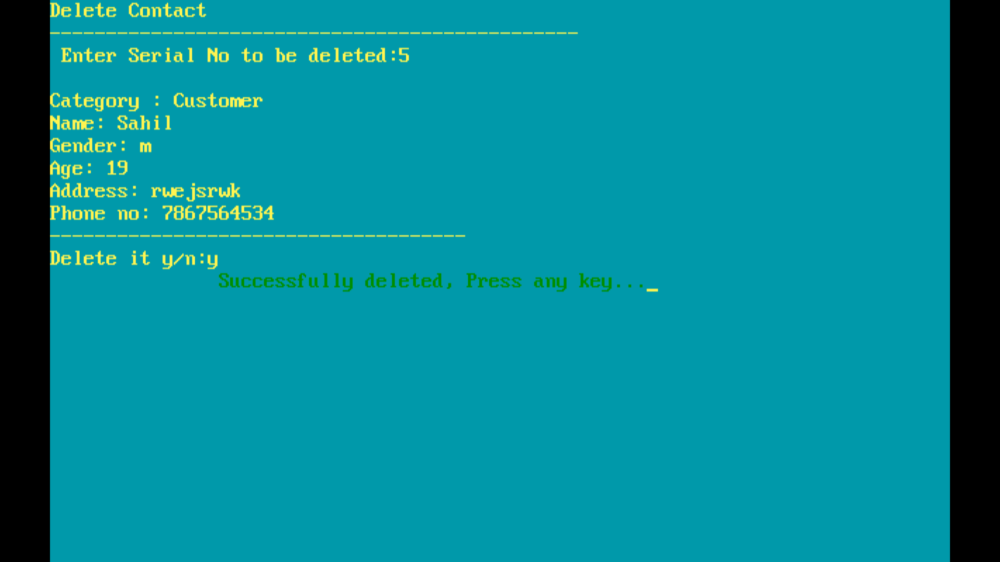 Delete Contact
-----------------------------------------------
Enter Serial No to be deleted:5
Category : Customer
Name: Sahil
Gender: m
Age: 19
Address: rwejsrwk
Phone no: 7867564534
-------------------------------------
Delete it y/n:y
Successfully deleted, Press any key..._